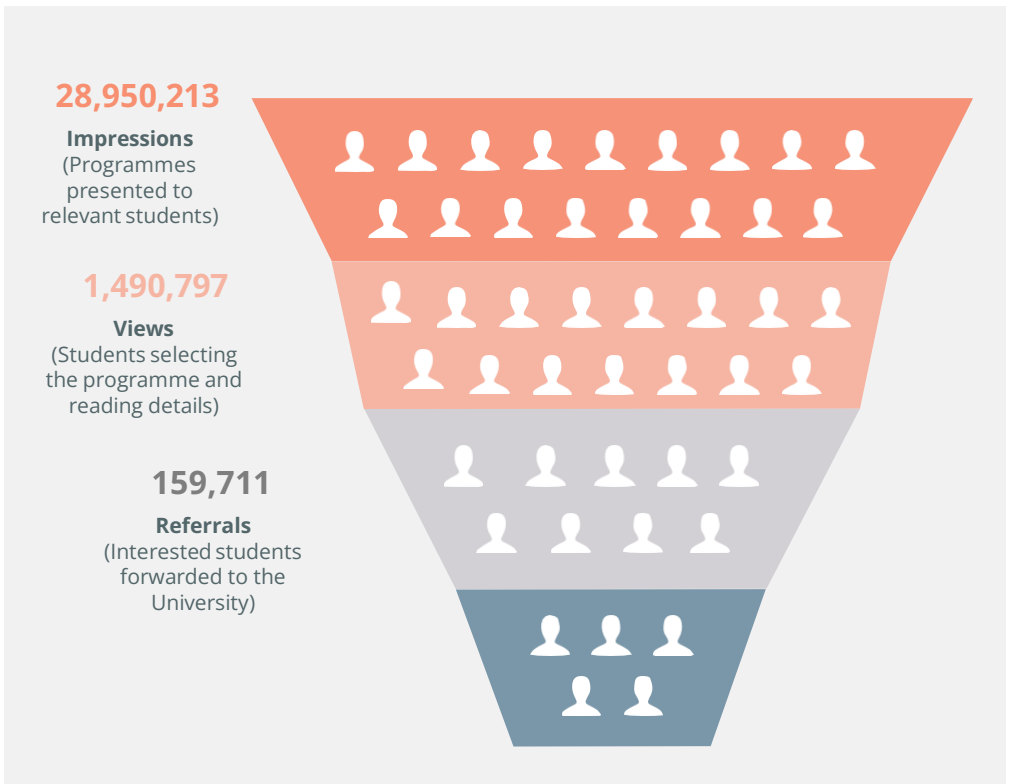 28,950,213
Impressions
(Programmes
presented to
relevant students)
1,490,797
Views
(Students selecting
the programme and
reading details)
159,711
Referrals
(Interested students
forwarded to the
University)